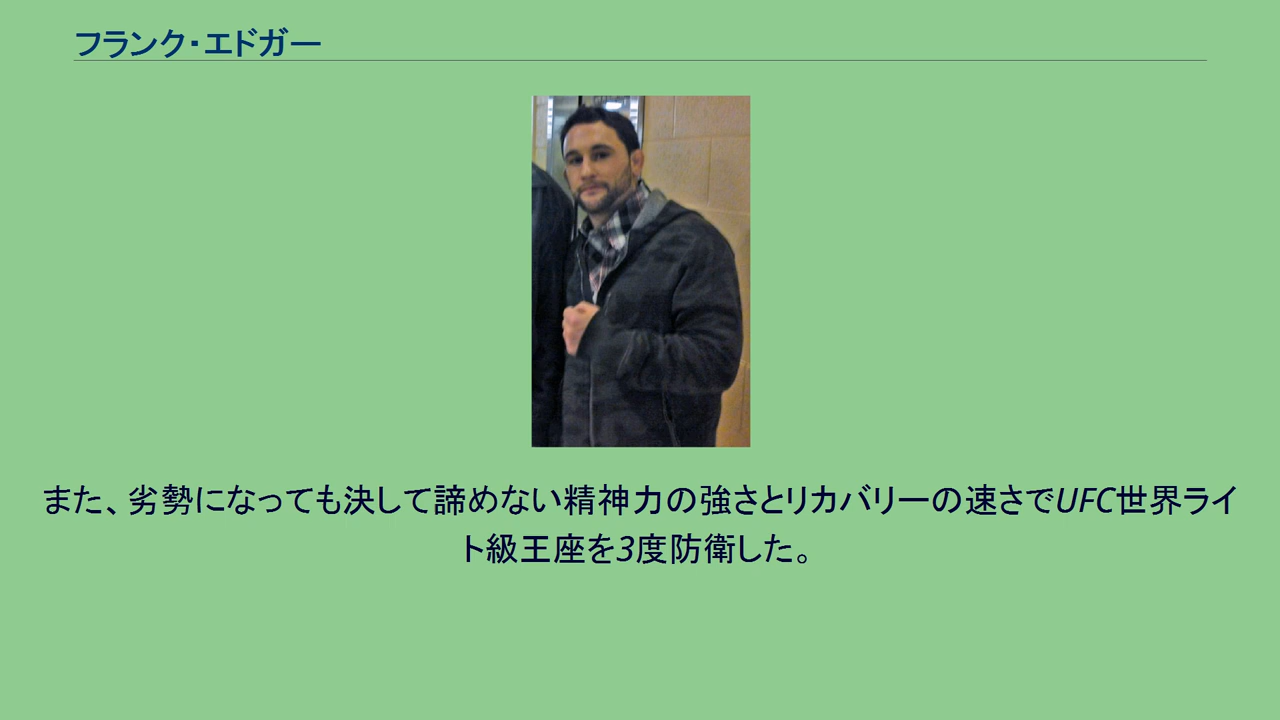 フランク・エドガー
また、劣勢になっても決して諦めない精神力の強さとリカバリーの速さでUFC世界ライ
ト級王座を3度防衛した。